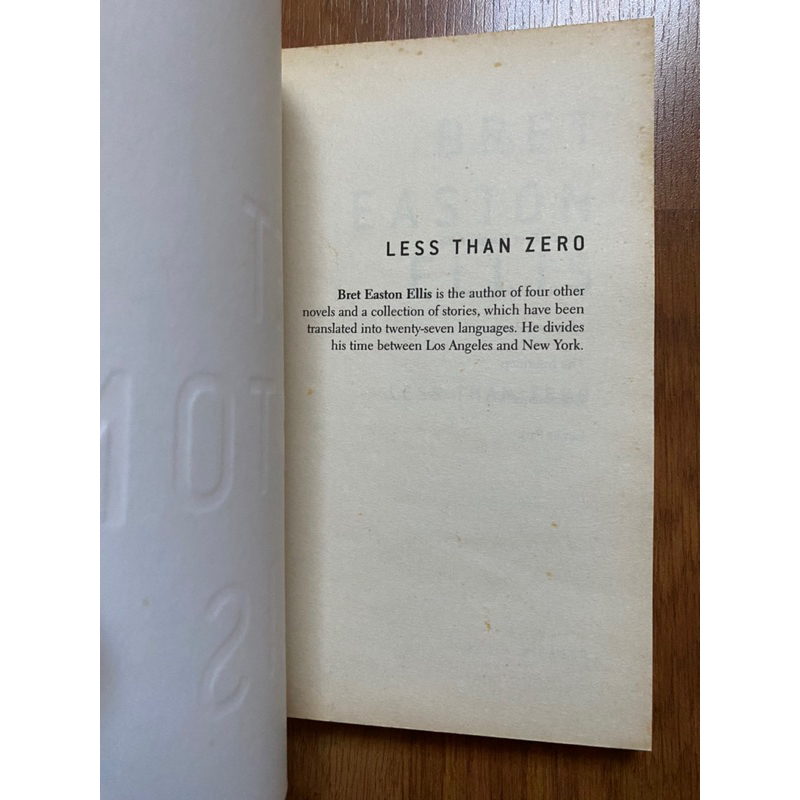 LESS THAN ZERO
Bret Easton Ellis is the author of four other
novels and a collection of stories, which have been
translated into twenty-seven languages. He divides
his time between Los Angeles and New York.